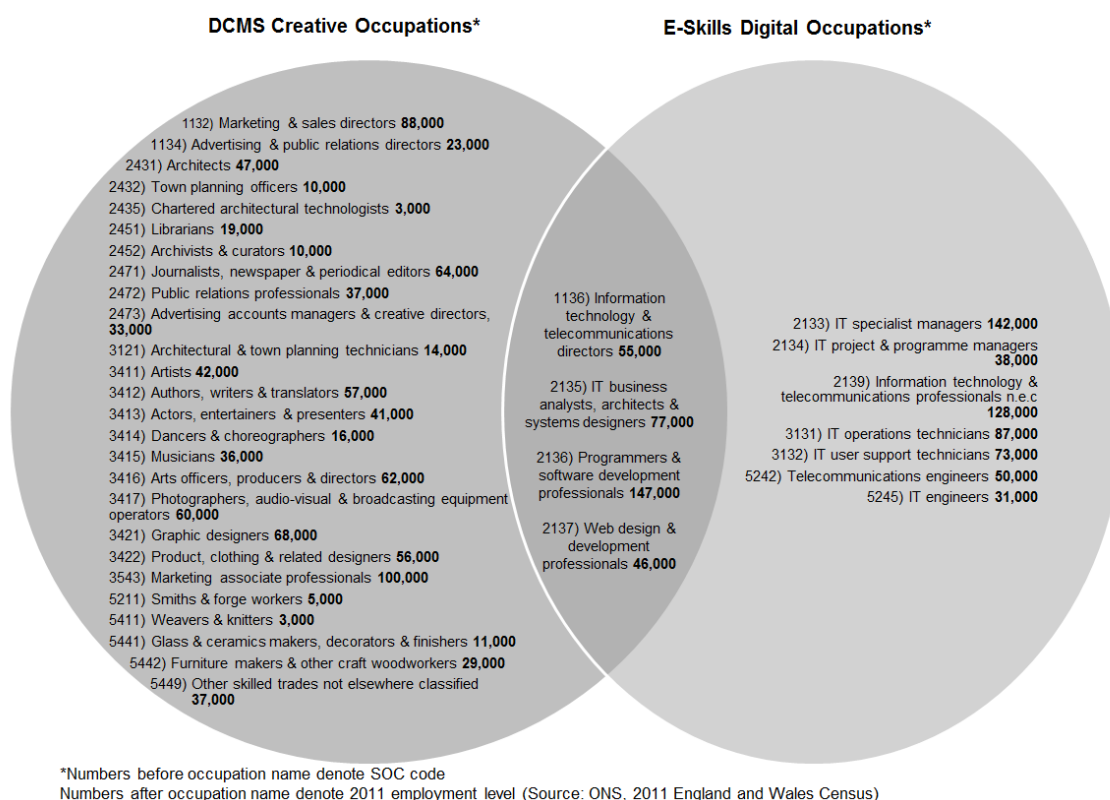 DCMS Creative Occupations*
E-Skills Digital Occupations*
1132) Marketing & sales directors 88,000
1134) Advertising & public relations directors 23,000
2431) Architects 47,000
2432) Town planning officers 10,000
2435) Chartered architectural technologists 3,000
2451) Librarians 19,000
2452) Archivists & curators 10,000
2471) Journalists, newspaper & periodical editors 64,000
2472) Public relations professionals 37,000
2473) Advertising accounts managers & creative directors,
33,000
3121) Architectural & town planning technicians 14,000
3411) Artists 42,000
3412) Authors, writers & translators 57,000
3413) Actors, entertainers & presenters 41,000
3414) Dancers & choreographers 16,000
3415) Musicians 36,000
3416) Arts officers, producers & directors 62,000
3417) Photographers, audio-visual & broadcasting equipment
operators 60,000
3421) Graphic designers 68,000
3422) Product, clothing & related designers 56,000
3543) Marketing associate professionals 100,000
5211) Smiths & forge workers 5,000
5411) Weavers & knitters 3,000
5441) Glass & ceramics makers, decorators & finishers 11,000
5442) Furniture makers & other craft woodworkers 29,000
5449) Other skilled trades not elsewhere classified
37,000
1136) Information
technology &
telecommunications
directors 55,000
2135) IT business
analysts, architects &
systems designers 77,000
2136) Programmers &
software development
professionals 147,000
2137) Web design &
development
professionals 46,000
2133) IT specialist managers 142,000
2134) IT project & programme managers
38,000
2139) Information technology &
telecommunications professionals n.e.c
128,000
3131) IT operations technicians 87,000
3132) IT user support technicians 73,000
5242) Telecommunications engineers 50,000
5245) IT engineers 31,000
*Numbers before occupation name denote SOC code
Numbers after occupation name denote 2011 employment level (Source: ONS, 2011 England and Wales Census)